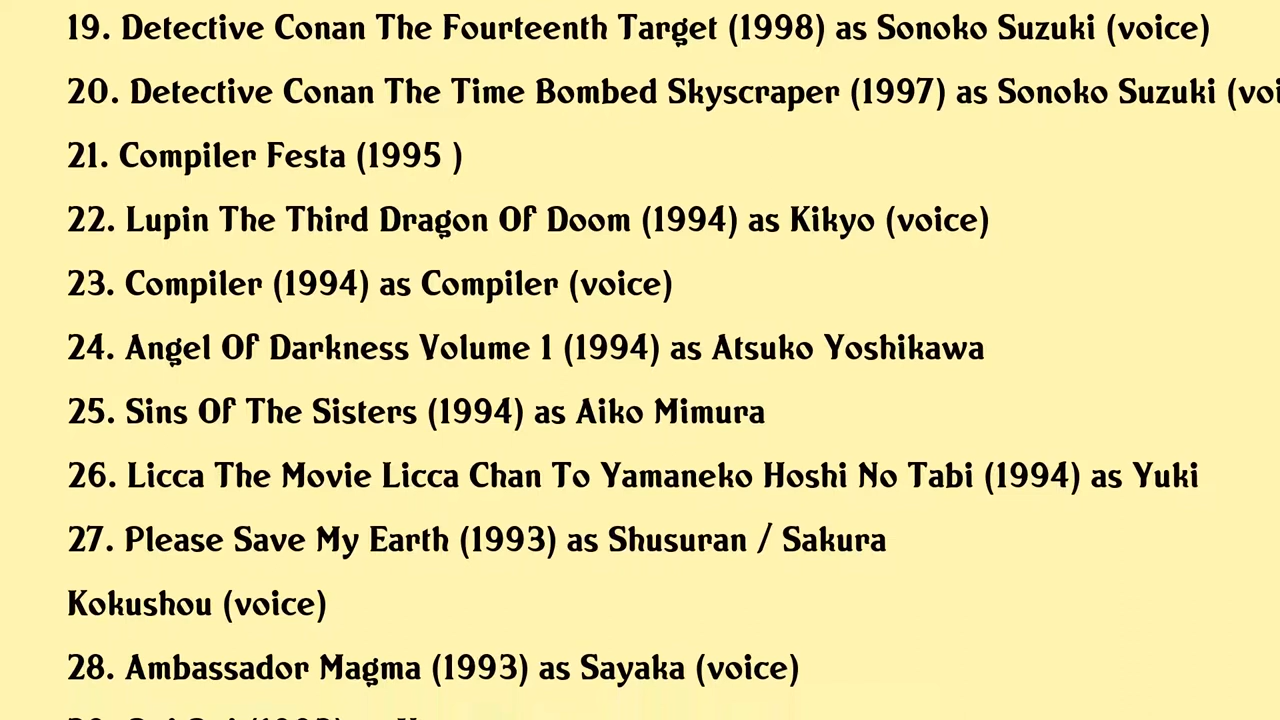 19. Detective Conan The Fourteenth Target (1998) as Sonoko Suzuki (voice)
20. Detective Conan The Time Bombed Skyscraper (1997) as Sonoko Suzuki
21. Compiler Festa (1995 )
22. Lupin The Third Dragon Of Doom (1994) as Kikyo (voice)
23. Compiler (1994) as Compiler (voice)
24. Angel Of Darkness Volume 1 (1994) as Atsuko Yoshikawa
25. Sins Of The Sisters (1994) as Aiko Mimura
26. Licca The Movie Licca Chan To Yamaneko Hoshi No Tabi (1994) as Yuki
27. Please Save My Earth (1993) as Shusuran / Sakura
Kokushou (voice)
28. Ambassador Magma (1993) as Sayaka (voice)